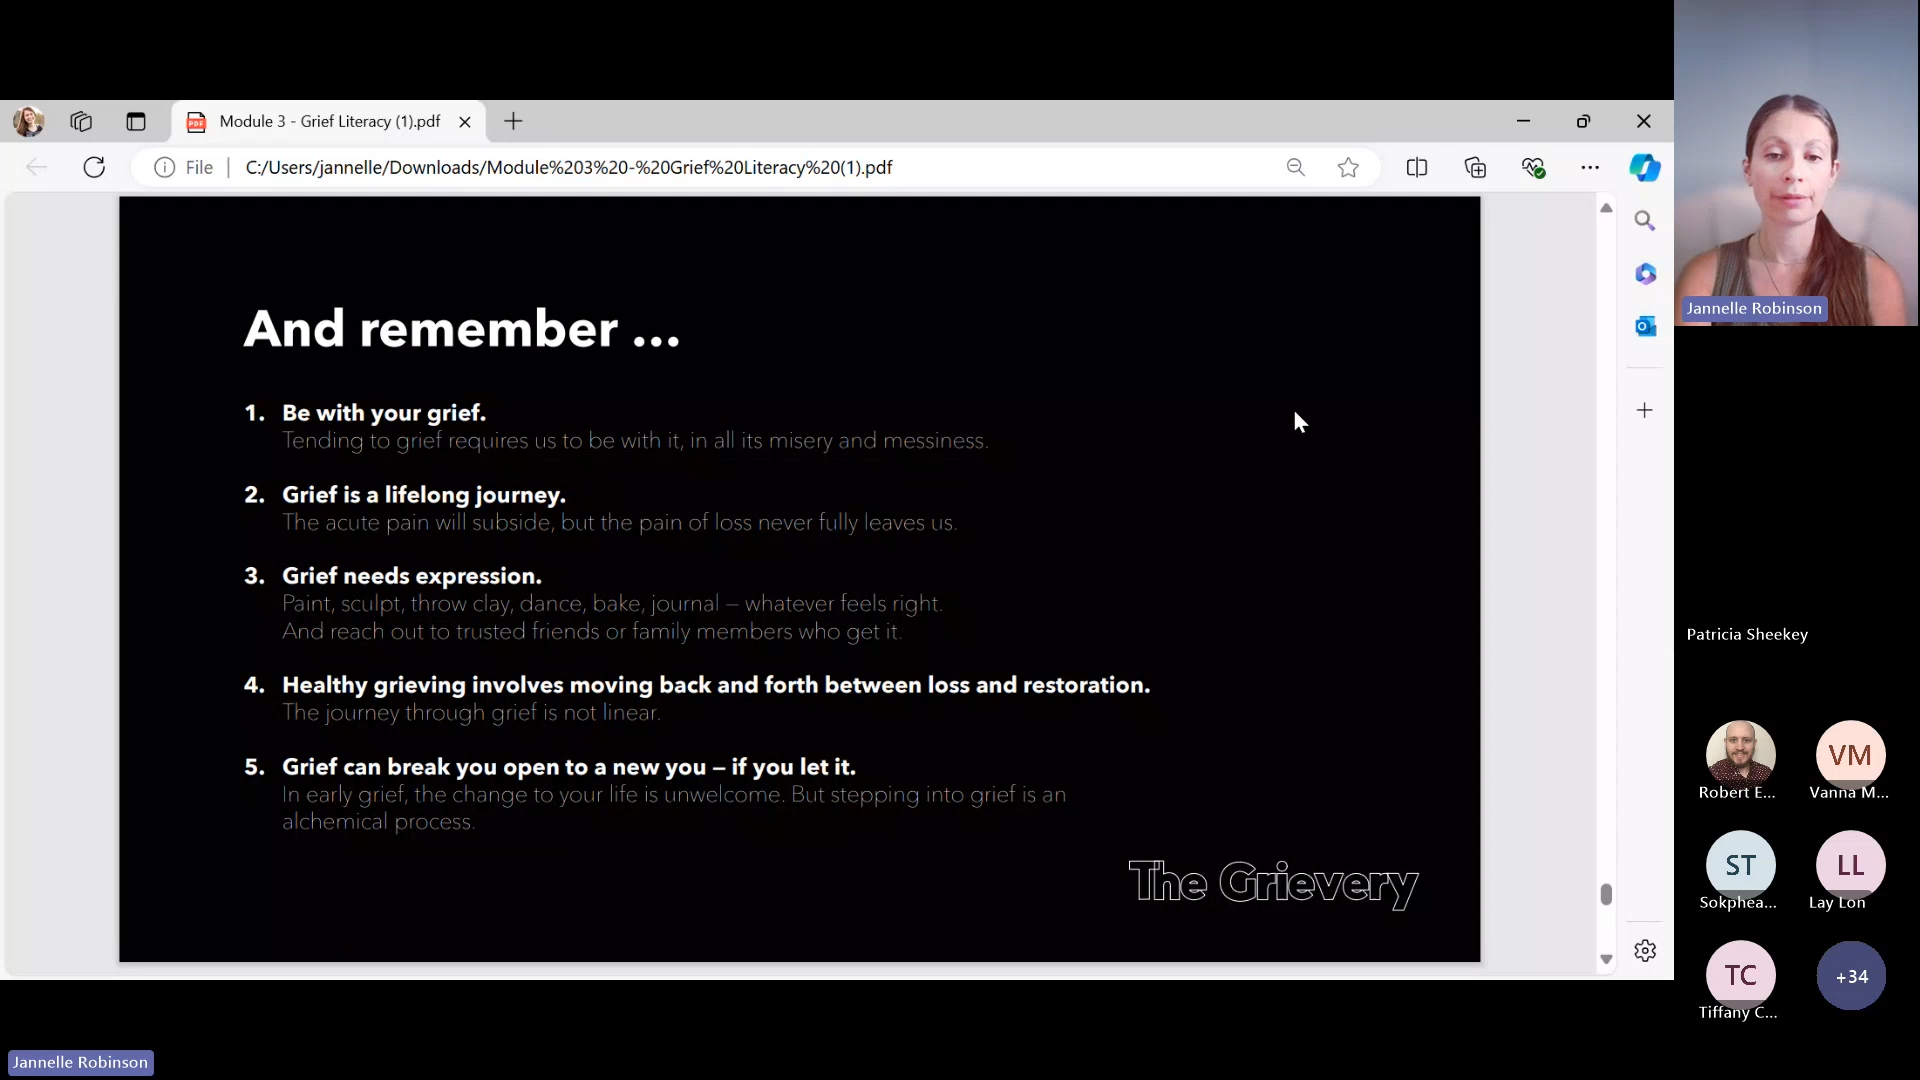 Module 3 - Grief Literacy (1).pdf
File
C:/Users/jannelle/Downloads/Module%203%20-%20Grief%20Literacy%20(1).pdf
And remember ...
1. Be with your grief.
Tending to grief requires us to be with it, in all its misery and messiness.
2. Grief is a lifelong journey.
The acute pain will subside, but the pain of loss never fully leaves us.
3. Grief needs expression.
Paint, sculpt, throw clay, dance, bake, journal – whatever feels right.
And reach out to trusted friends or family members who get it.
4. Healthy grieving involves moving back and forth between loss and restoration.
The journey through grief is not linear.
5. Grief can break you open to a new you – if you let it.
In early grief, the change to your life is unwelcome. But stepping into grief is an
alchemical process.
The Grievery
Jannelle Robinson
Patricia Sheekey
Robert E...
VM
Vanna M...
ST
Sokphea...
LL
Lay Lon
TC
Tiffany C...
+34
Jannelle Robinson